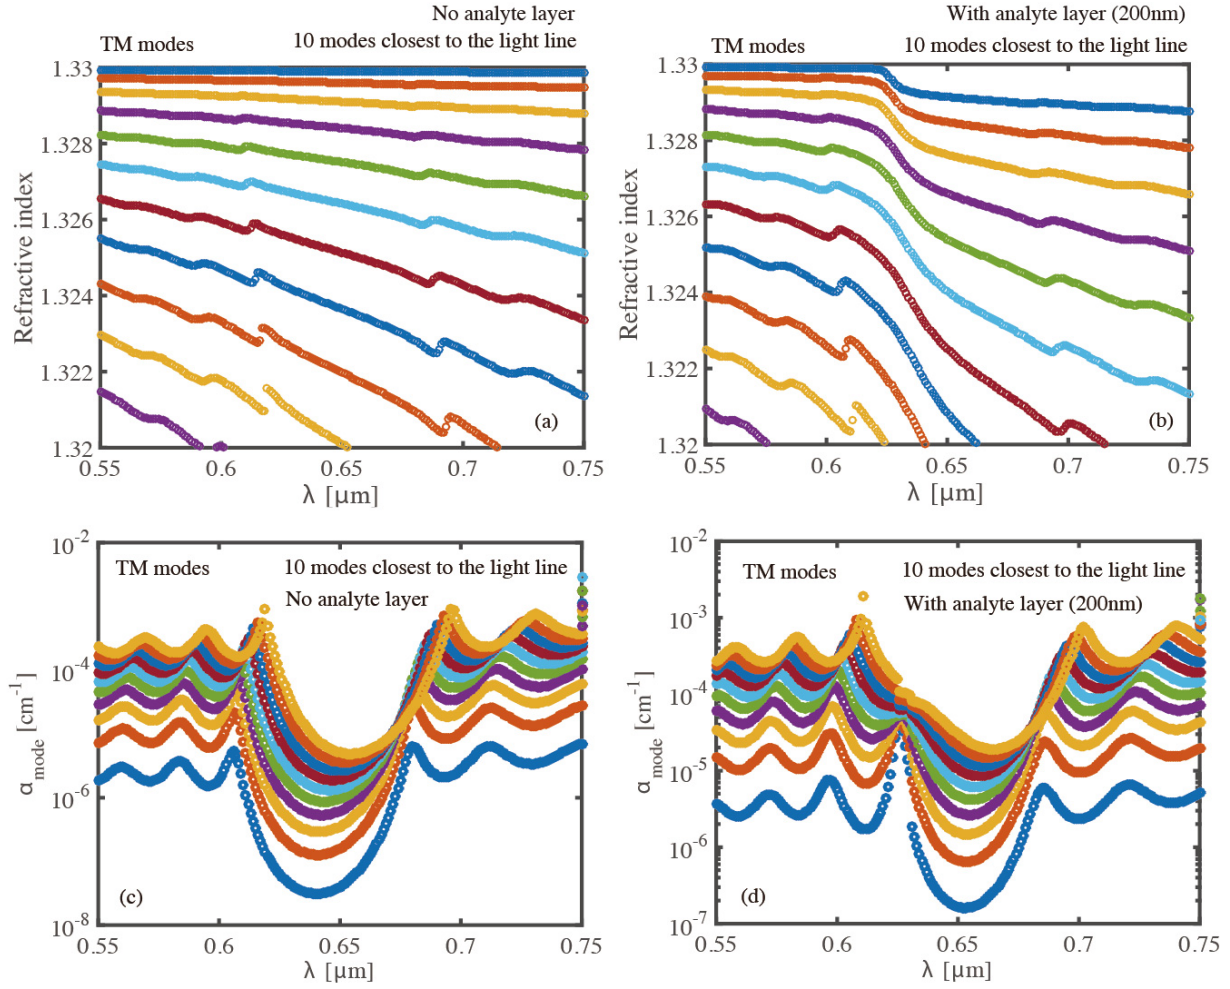 No analyte layer
TM modes
10 modes closest to the light line
1.33
1.328
1.326
1.324
1.322
1.32
Refractive index
(a)
0.55
0.6
0.65
0.7
0.75
λ [μm]
With analyte layer (200nm)
TM modes
10 modes closest to the light line
1.33
1.328
1.326
1.324
1.322
1.32
Refractive index
(b)
0.55
0.6
0.65
0.7
0.75
λ [μm]
10⁻²
10⁻⁴
10⁻⁶
10⁻⁸
α_mode [cm⁻¹]
TM modes
10 modes closest to the light line
No analyte layer
(c)
0.55
0.6
0.65
0.7
0.75
λ [μm]
10⁻²
10⁻³
10⁻⁴
10⁻⁵
10⁻⁶
10⁻⁷
α_mode [cm⁻¹]
TM modes
10 modes closest to the light line
With analyte layer (200nm)
(d)
0.55
0.6
0.65
0.7
0.75
λ [μm]